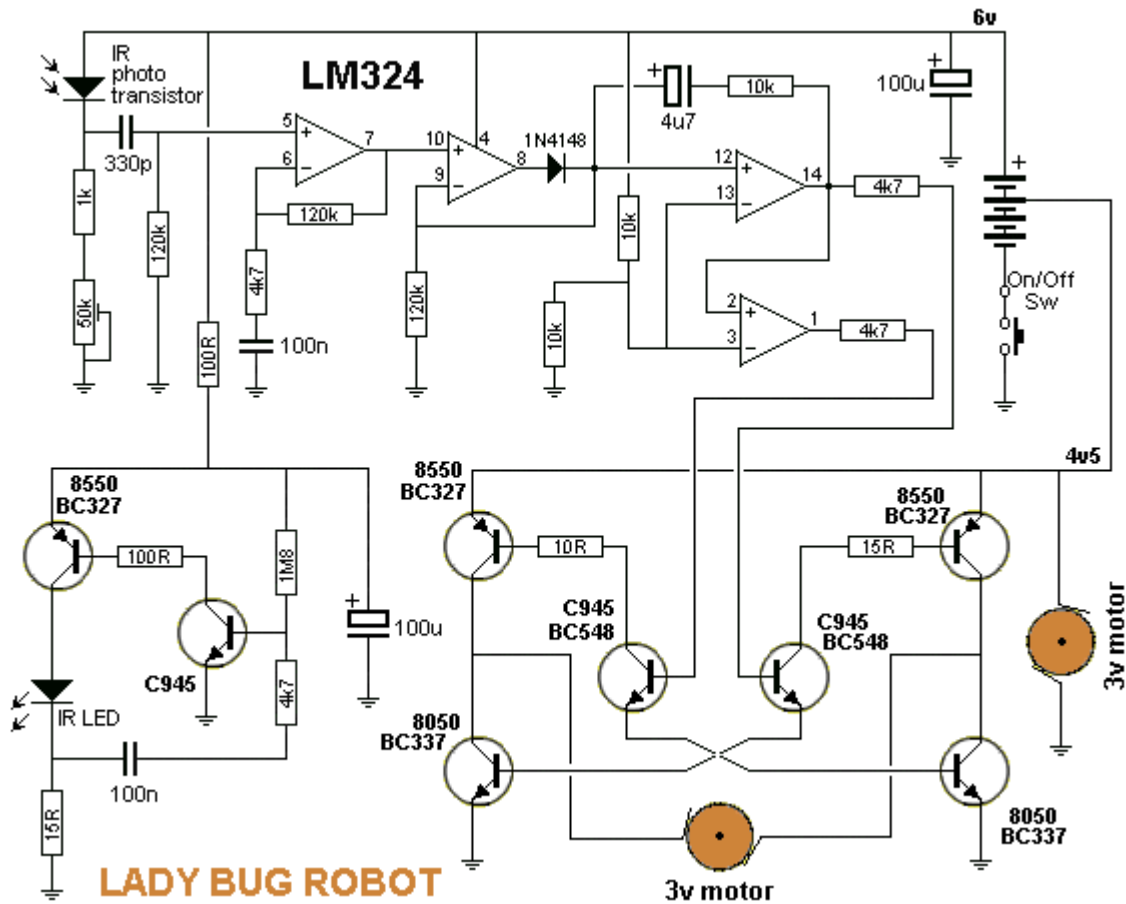 6v
IR
photo
transistor
LM324
100u
+
330p
5
+
6
−
7
10
+
9
−
4
8
1N4148
+
4u7
10k
12
+
13
−
14
4k7
+
1k
120k
50k
120k
4k7
100n
100R
120k
10k
10k
2
+
3
−
1
4k7
On/Off
Sw
4v5
8550
BC327
100R
1M8
+
100u
C945
4k7
IR LED
100n
15R
8550
BC327
10R
C945
BC548
15R
C945
BC548
8550
BC327
3v motor
8050
BC337
8050
BC337
3v motor
LADY BUG ROBOT